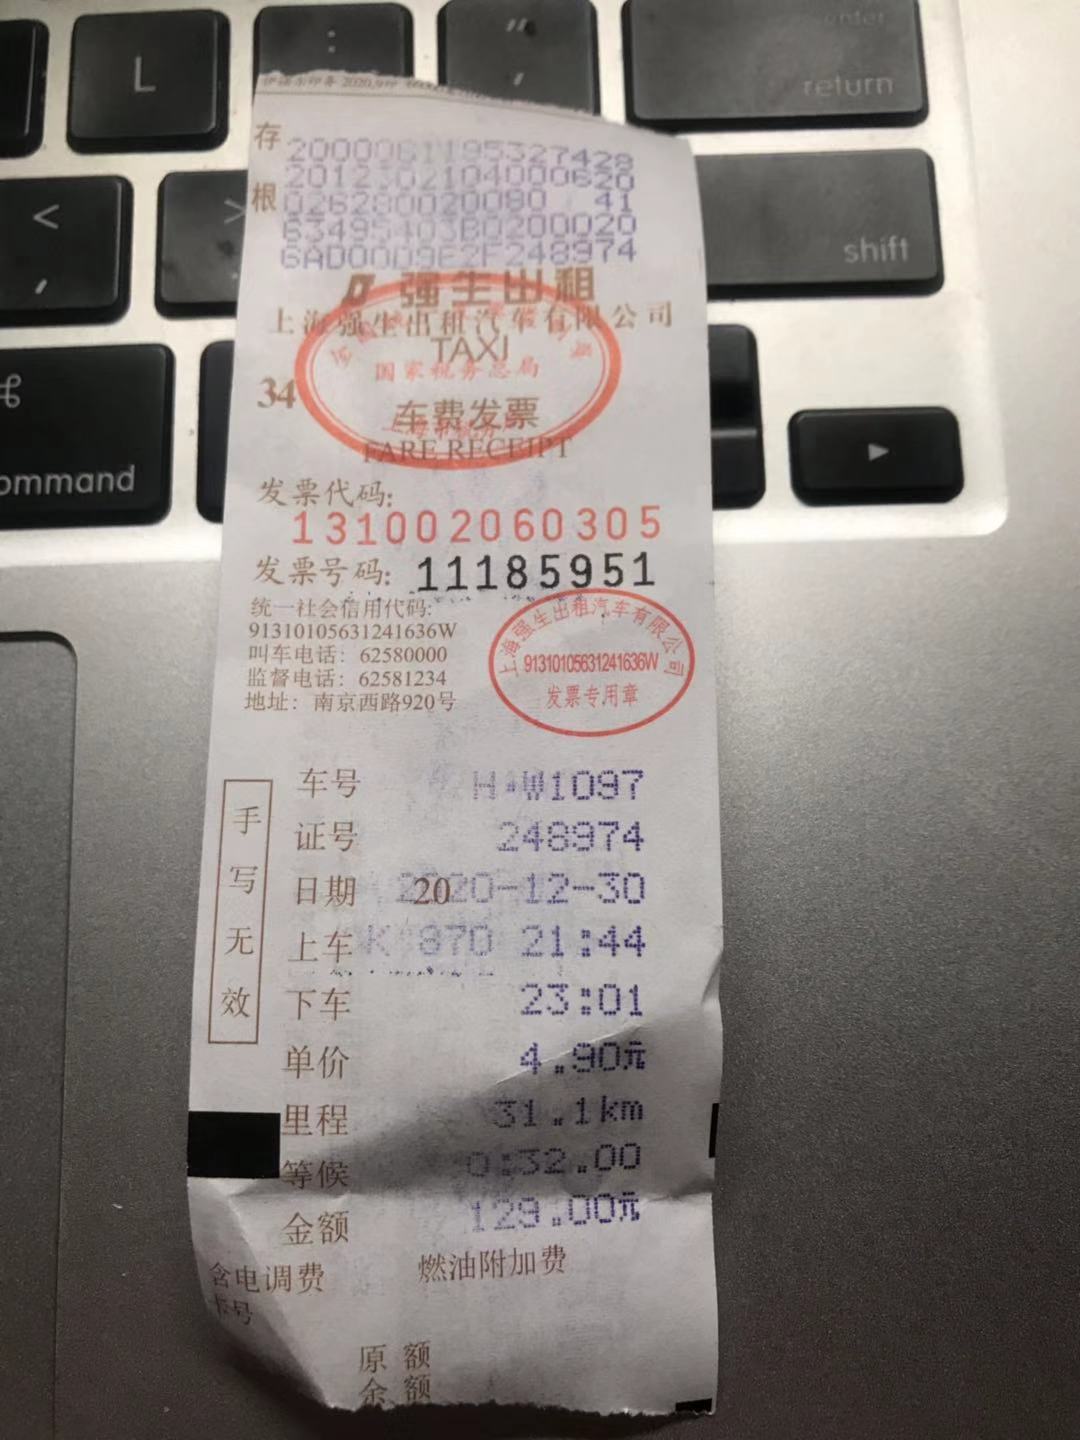 L
:
;
"
'
enter
return
<
,
>
shift
⌘
command
存根
2000061195327428
20123021040006 20
026280020080 41
63495403B0200020
6AD00D9E2F248974
强生出租
上海强生出租汽车有限公司
TAXI
国家税务总局
34
车费发票
FARE RECEIPT
发票代码:
131002060305
发票号码: 11185951
统一社会信用代码:
91310105631241636W
叫车电话: 62580000
监督电话: 62581234
地址: 南京西路920号
上海强生出租汽车有限公司
91310105631241636W
发票专用章
手写无效
车号 H·W1097
证号 248974
日期 20 2020-12-30
上车 21:44
下车 23:01
单价 4.90元
里程 31.1km
等候 0:32.00
金额 129.00元
含电调费 燃油附加费
卡号
原额
余额